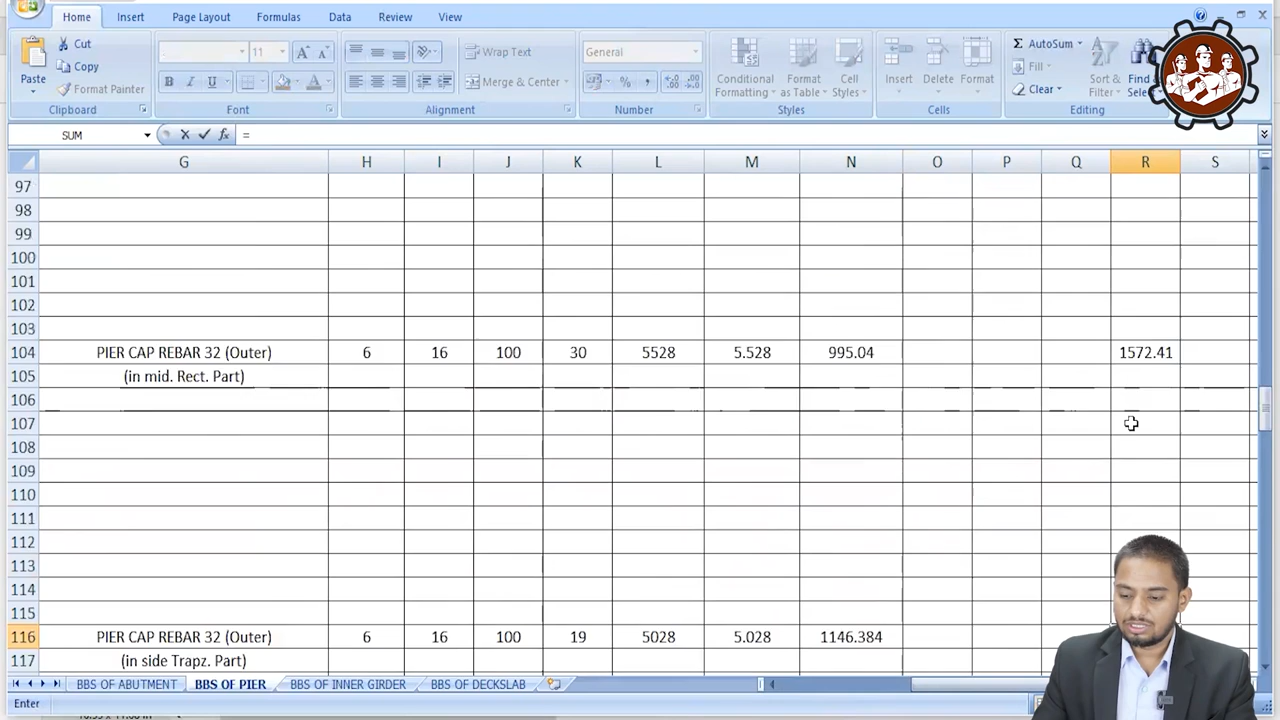 Home Insert Page Layout Formulas Data Review View
Cut
Copy
Format Painter
Paste
11
Wrap Text
Merge & Center
General
Conditional Formatting
Format as Table
Cell Styles
Insert Delete Format
AutoSum
Fill
Clear
Sort & Filter
Find &
Clipboard Font Alignment Number Styles Cells Editing
SUM =
G H I J K L M N O P Q R S
97
98
99
100
101
102
103
104 PIER CAP REBAR 32 (Outer) 6 16 100 30 5528 5.528 995.04 1572.41
105 (in mid. Rect. Part)
106
107
108
109
110
111
112
113
114
115
116 PIER CAP REBAR 32 (Outer) 6 16 100 19 5028 5.028 1146.384
117 (in side Trapz. Part)
BBS OF ABUTMENT BBS OF PIER BBS OF INNER GIRDER BBS OF DECKSLAB
Enter